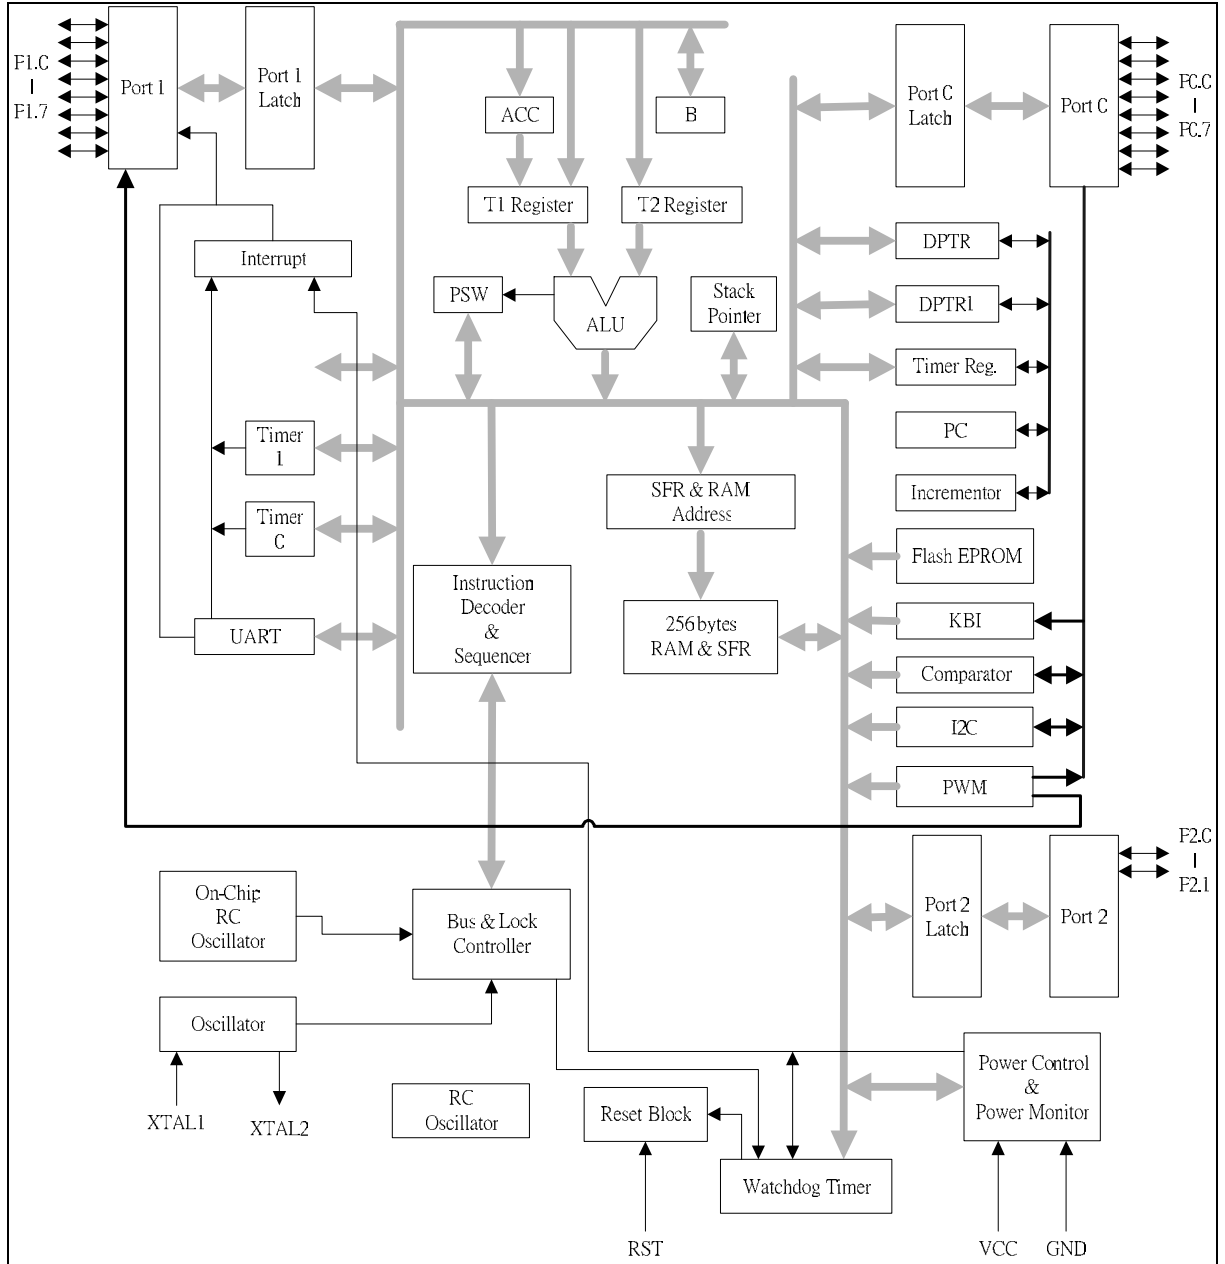 P1.0
|
P1.7
Port 1
Port 1
Latch
ACC
B
T1 Register
T2 Register
Port 0
Latch
Port 0
P0.0
|
P0.7
Interrupt
PSW
ALU
Stack
Pointer
DPTR
DPTR1
Timer Reg.
PC
Incrementor
Timer
1
Timer
0
UART
SFR & RAM
Address
Instruction
Decoder
&
Sequencer
256 bytes
RAM & SFR
Flash EPROM
KBI
Comparator
I2C
PWM
P2.0
|
P2.1
Port 2
Latch
Port 2
On-Chip
RC
Oscillator
Bus & Lock
Controller
Oscillator
XTAL1
XTAL2
RC
Oscillator
Reset Block
Power Control
&
Power Monitor
Watchdog Timer
RST
VCC
GND